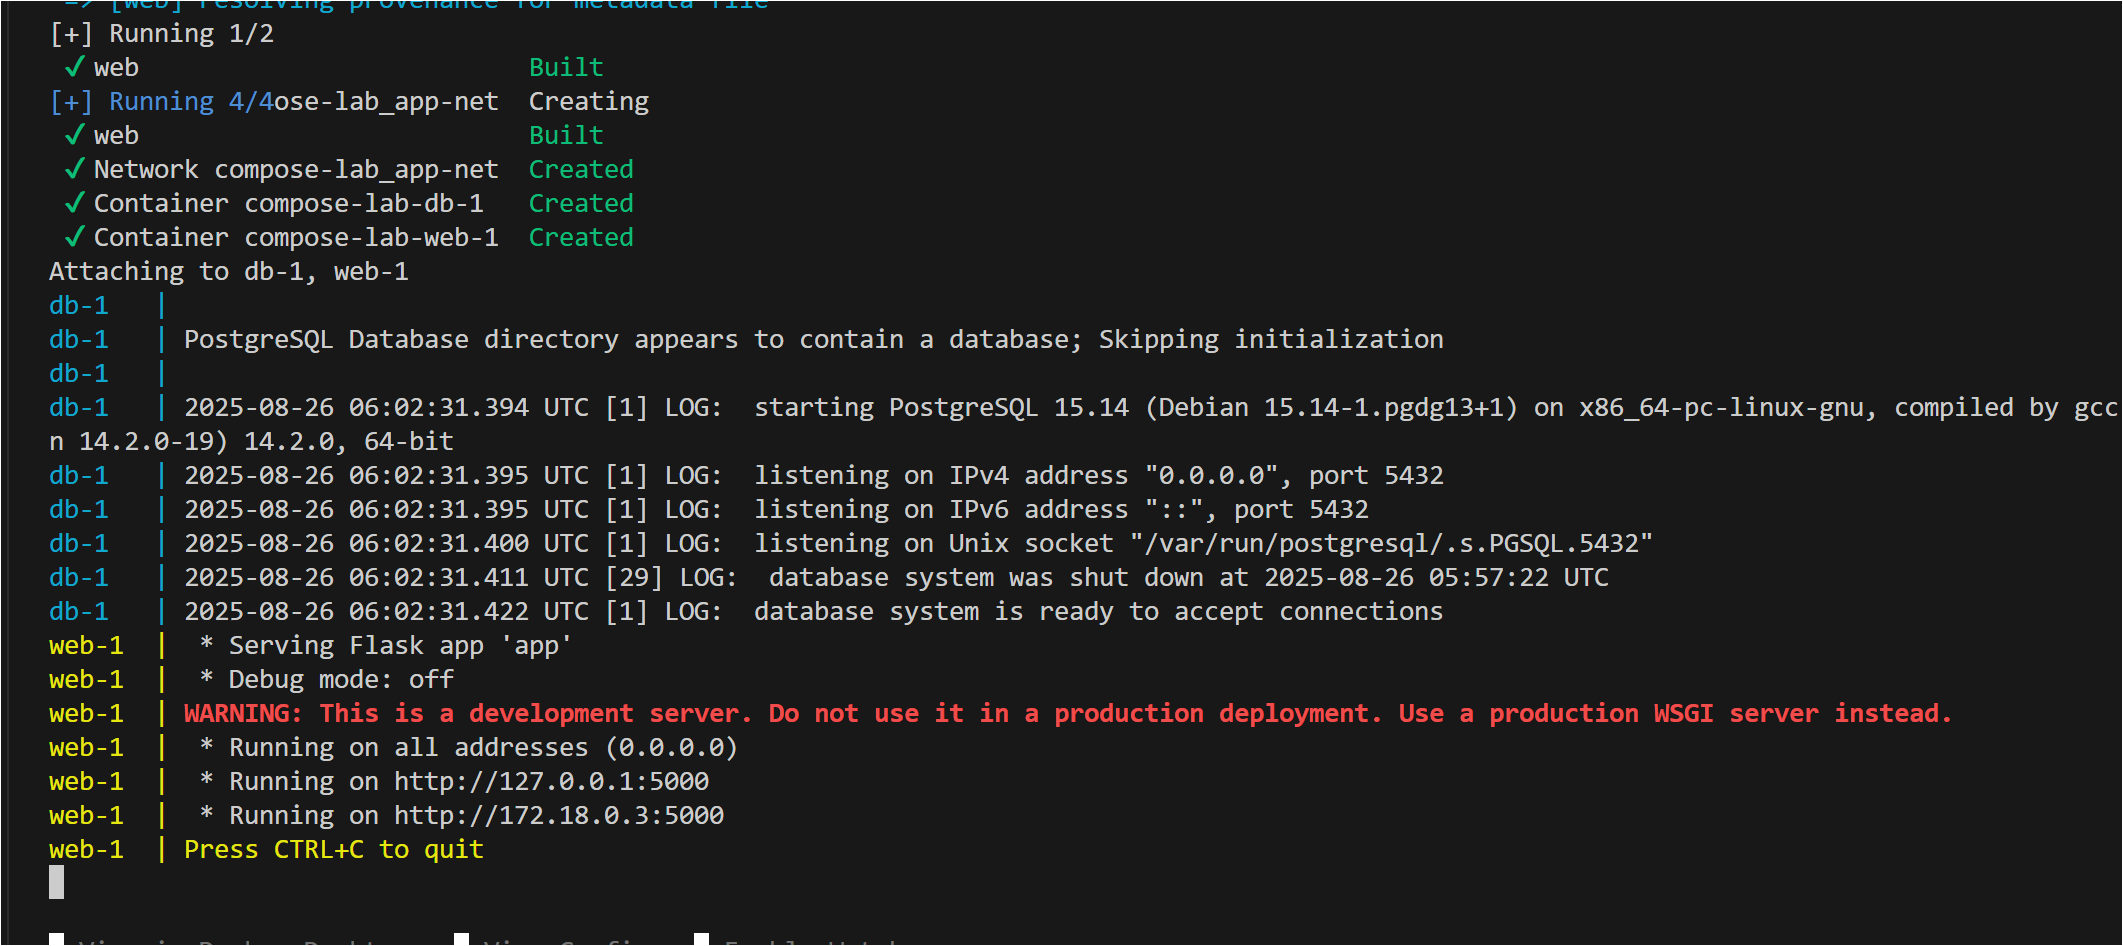 => [web] resolving provenance for metadata file
[+] Running 1/2
✓ web Built
[+] Running 4/4ose-lab_app-net Creating
✓ web Built
✓ Network compose-lab_app-net Created
✓ Container compose-lab-db-1 Created
✓ Container compose-lab-web-1 Created
Attaching to db-1, web-1
db-1 |
db-1 | PostgreSQL Database directory appears to contain a database; Skipping initialization
db-1 |
db-1 | 2025-08-26 06:02:31.394 UTC [1] LOG: starting PostgreSQL 15.14 (Debian 15.14-1.pgdg13+1) on x86_64-pc-linux-gnu, compiled by gcc
n 14.2.0-19) 14.2.0, 64-bit
db-1 | 2025-08-26 06:02:31.395 UTC [1] LOG: listening on IPv4 address "0.0.0.0", port 5432
db-1 | 2025-08-26 06:02:31.395 UTC [1] LOG: listening on IPv6 address "::", port 5432
db-1 | 2025-08-26 06:02:31.400 UTC [1] LOG: listening on Unix socket "/var/run/postgresql/.s.PGSQL.5432"
db-1 | 2025-08-26 06:02:31.411 UTC [29] LOG: database system was shut down at 2025-08-26 05:57:22 UTC
db-1 | 2025-08-26 06:02:31.422 UTC [1] LOG: database system is ready to accept connections
web-1 | * Serving Flask app 'app'
web-1 | * Debug mode: off
web-1 | WARNING: This is a development server. Do not use it in a production deployment. Use a production WSGI server instead.
web-1 | * Running on all addresses (0.0.0.0)
web-1 | * Running on http://127.0.0.1:5000
web-1 | * Running on http://172.18.0.3:5000
web-1 | Press CTRL+C to quit